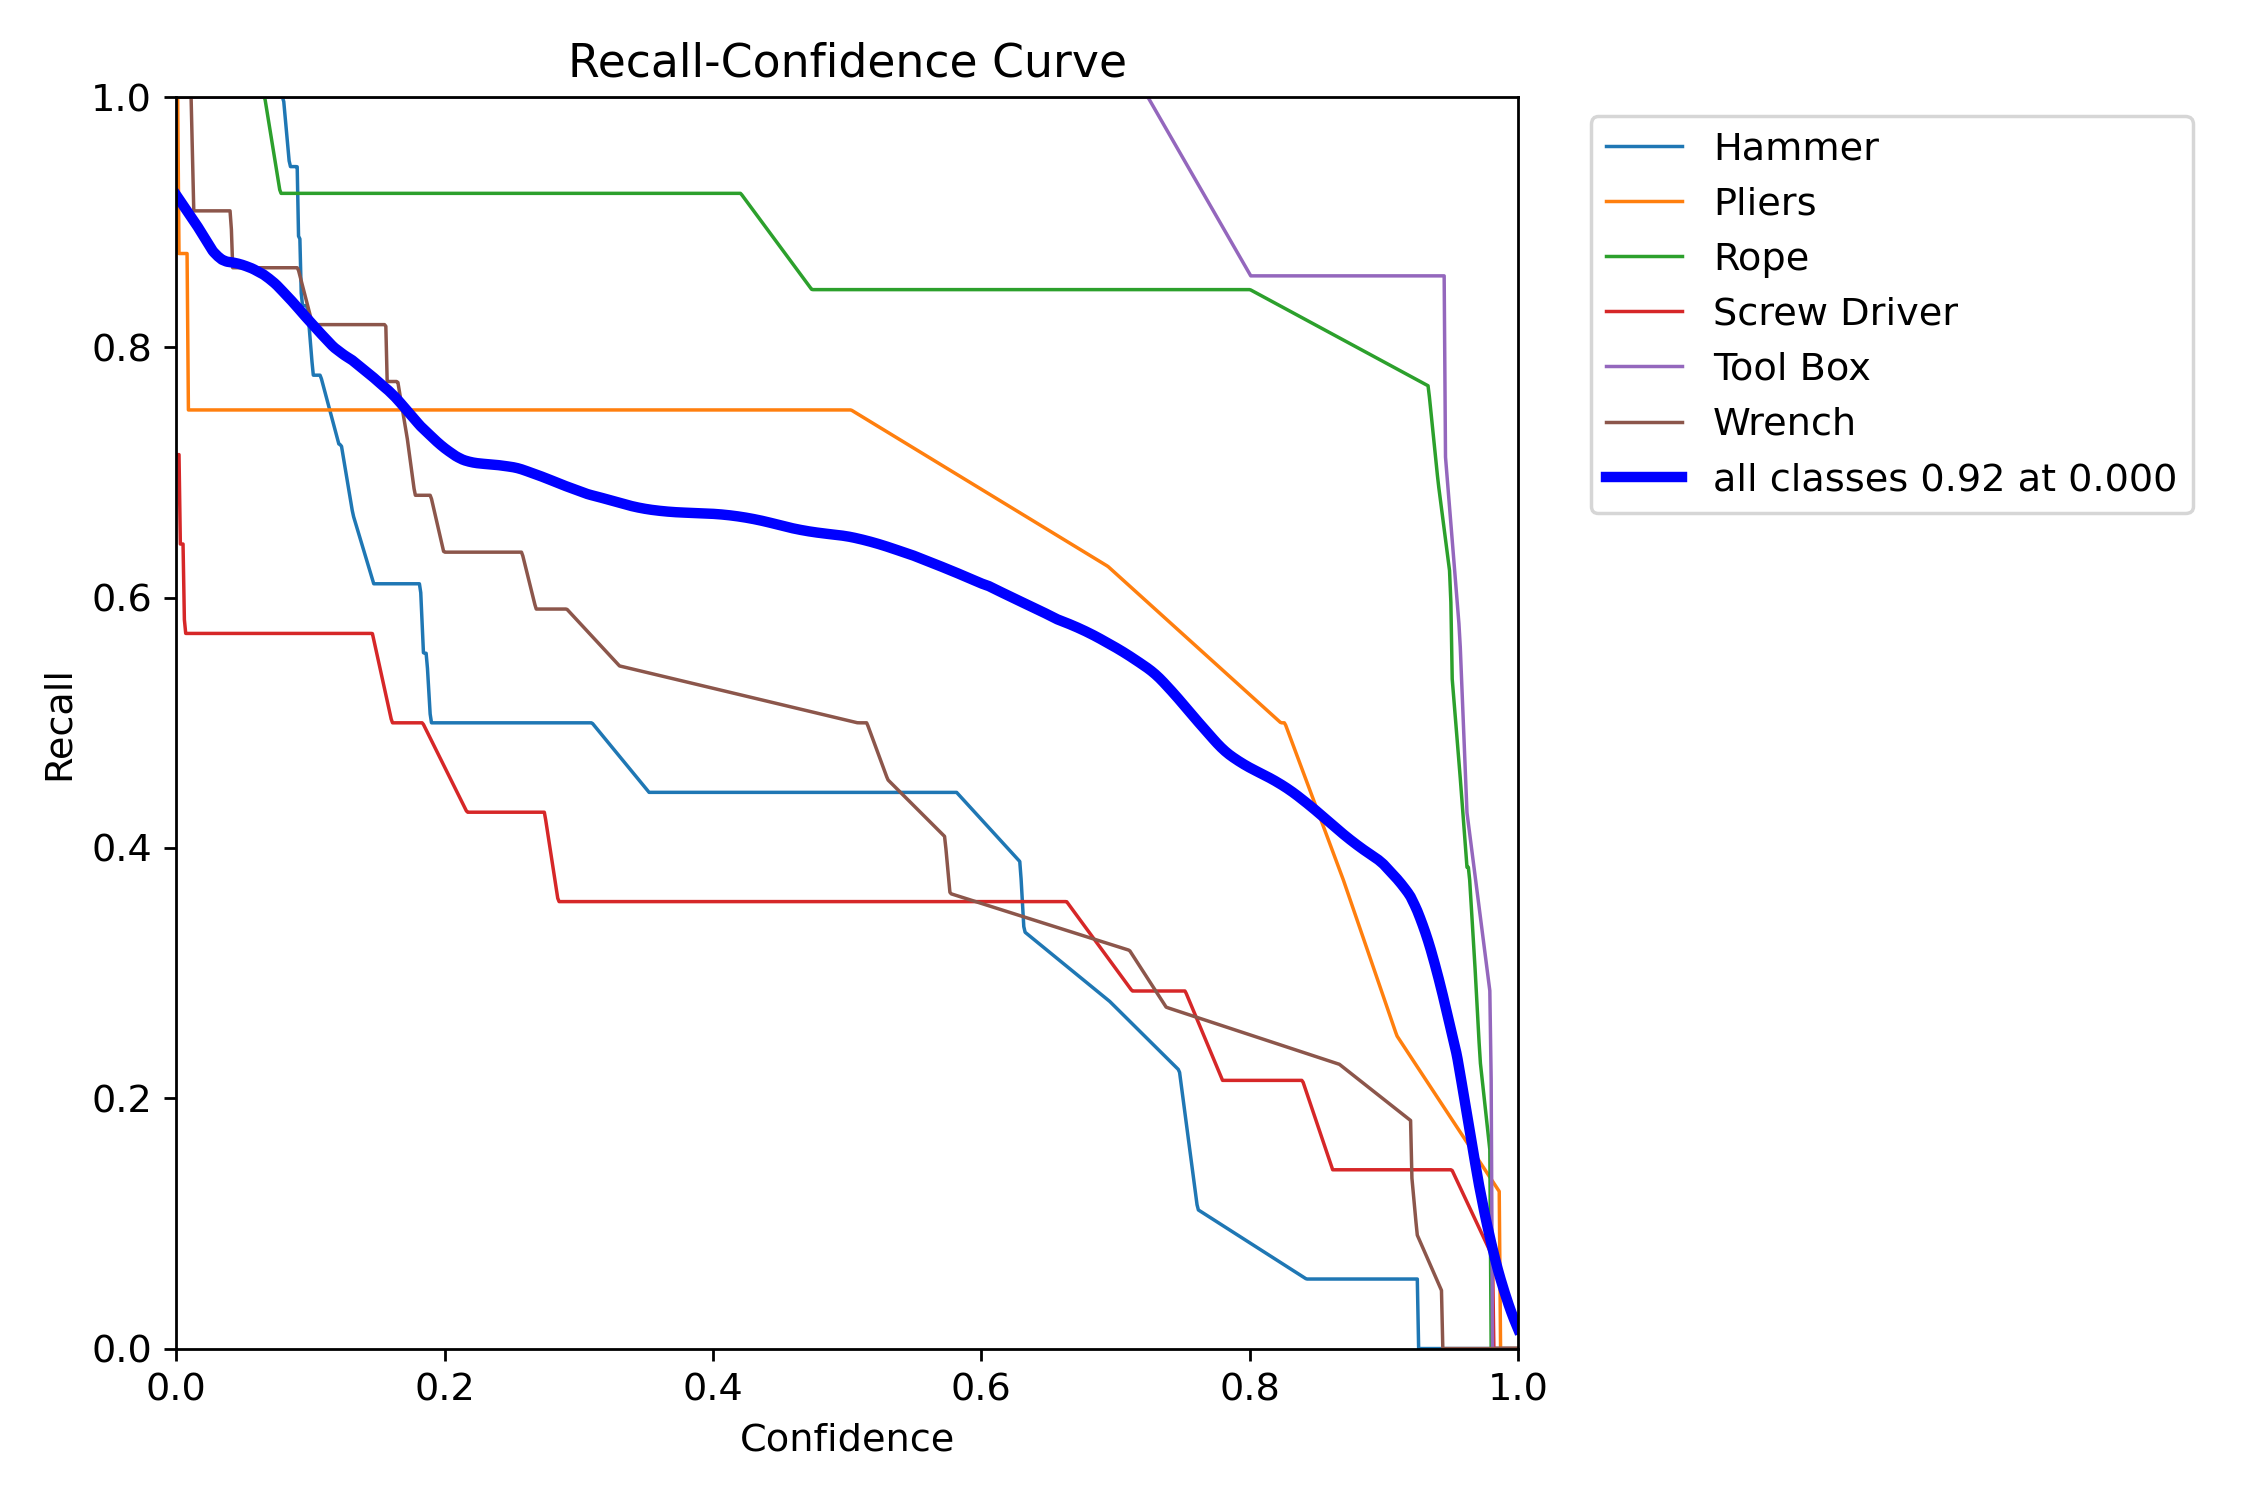 Recall-Confidence Curve
1.0
0.8
0.6
0.4
0.2
0.0
Recall
0.0 0.2 0.4 0.6 0.8 1.0
Confidence
Hammer
Pliers
Rope
Screw Driver
Tool Box
Wrench
all classes 0.92 at 0.000